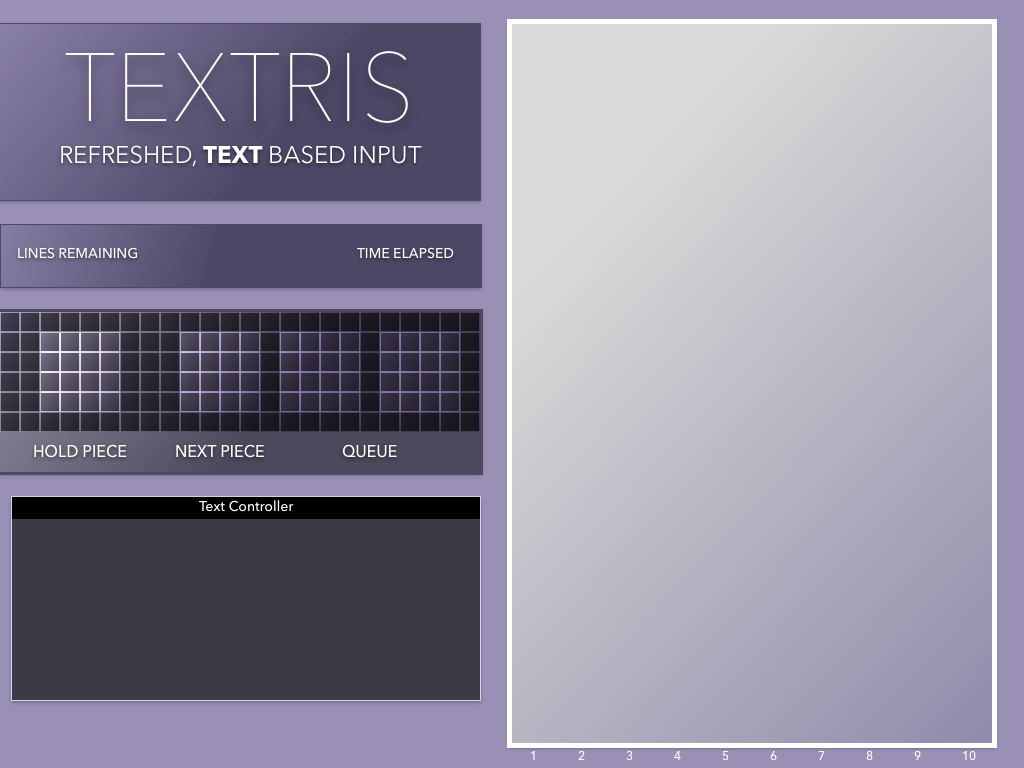 TEXTRIS
REFRESHED, TEXT BASED INPUT
LINES REMAINING
TIME ELAPSED
HOLD PIECE
NEXT PIECE
QUEUE
Text Controller
1 2 3 4 5 6 7 8 9 10